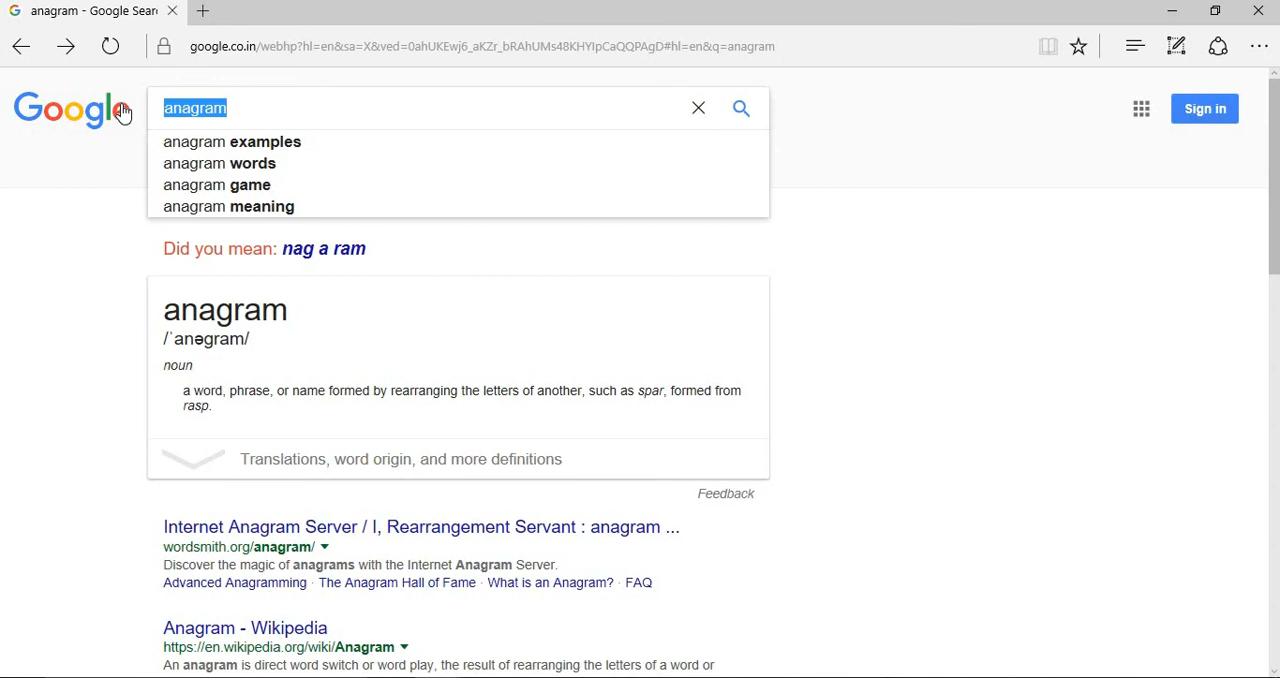 anagram - Google Sear
google.co.in/webhp?hl=en&sa=X&ved=0ahUKEwj6_aKZr_bRAhUMs48KHYIpCaQQPAgD#hl=en&q=anagram
Google
anagram
Sign in
anagram examples
anagram words
anagram game
anagram meaning
Did you mean: nag a ram
anagram
/ˈanəgram/
noun
a word, phrase, or name formed by rearranging the letters of another, such as spar, formed from
rasp.
Translations, word origin, and more definitions
Feedback
Internet Anagram Server / I, Rearrangement Servant : anagram ...
wordsmith.org/anagram/
Discover the magic of anagrams with the Internet Anagram Server.
Advanced Anagramming · The Anagram Hall of Fame · What is an Anagram? · FAQ
Anagram - Wikipedia
https://en.wikipedia.org/wiki/Anagram
An anagram is direct word switch or word play, the result of rearranging the letters of a word or